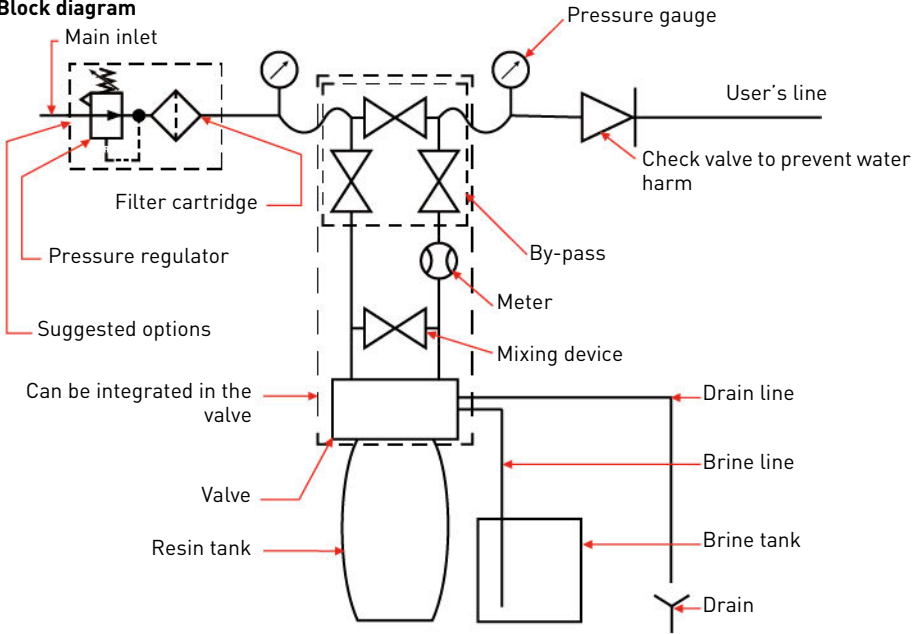 Block diagram
Main inlet
Pressure gauge
User's line
Check valve to prevent water
harm
Filter cartridge
Pressure regulator
By-pass
Meter
Suggested options
Mixing device
Can be integrated in the
valve
Drain line
Brine line
Valve
Resin tank
Brine tank
Drain